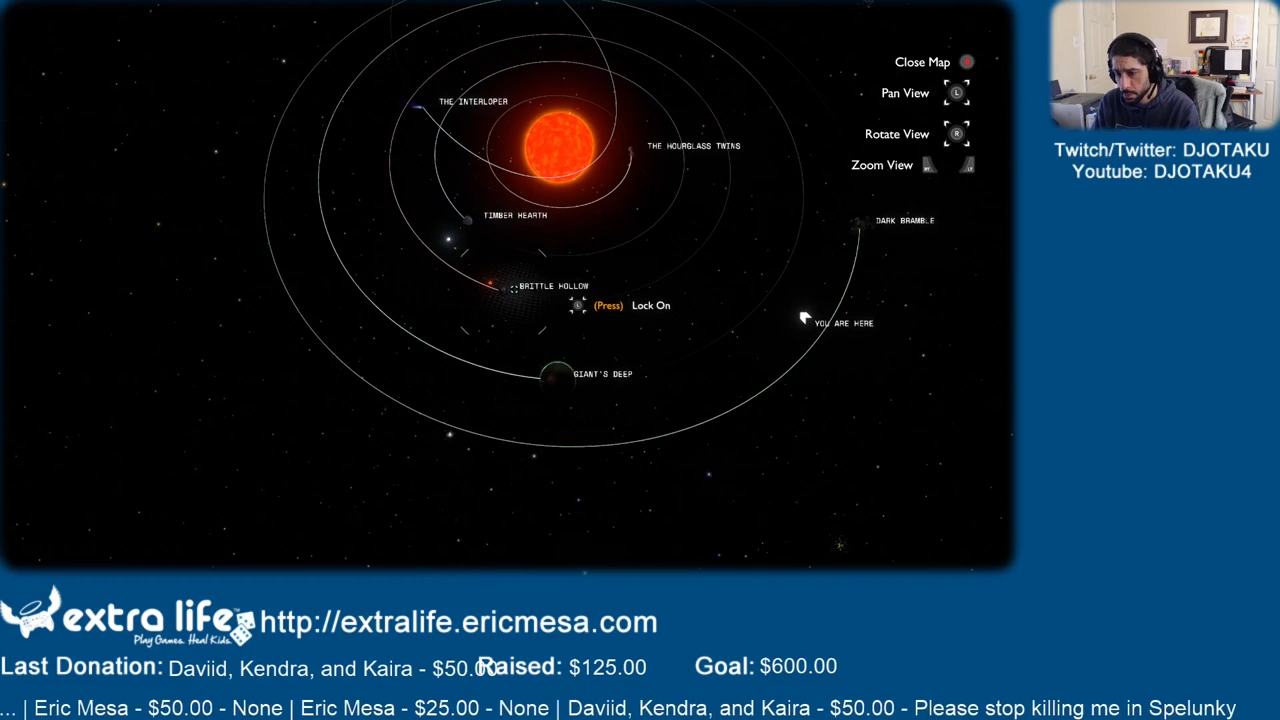 Close Map
Pan View L
Rotate View R
Zoom View RT LT
THE INTERLOPER
THE HOURGLASS TWINS
TIMBER HEARTH
DARK BRAMBLE
BRITTLE HOLLOW
L (Press) Lock On
YOU ARE HERE
GIANT'S DEEP
Twitch/Twitter: DJOTAKU
Youtube: DJOTAKU4
extra life
Play Games. Heal Kids.
http://extralife.ericmesa.com
Last Donation: Daviid, Kendra, and Kaira - $50.00 Raised: $125.00 Goal: $600.00
... | Eric Mesa - $50.00 - None | Eric Mesa - $25.00 - None | Daviid, Kendra, and Kaira - $50.00 - Please stop killing me in Spelunky